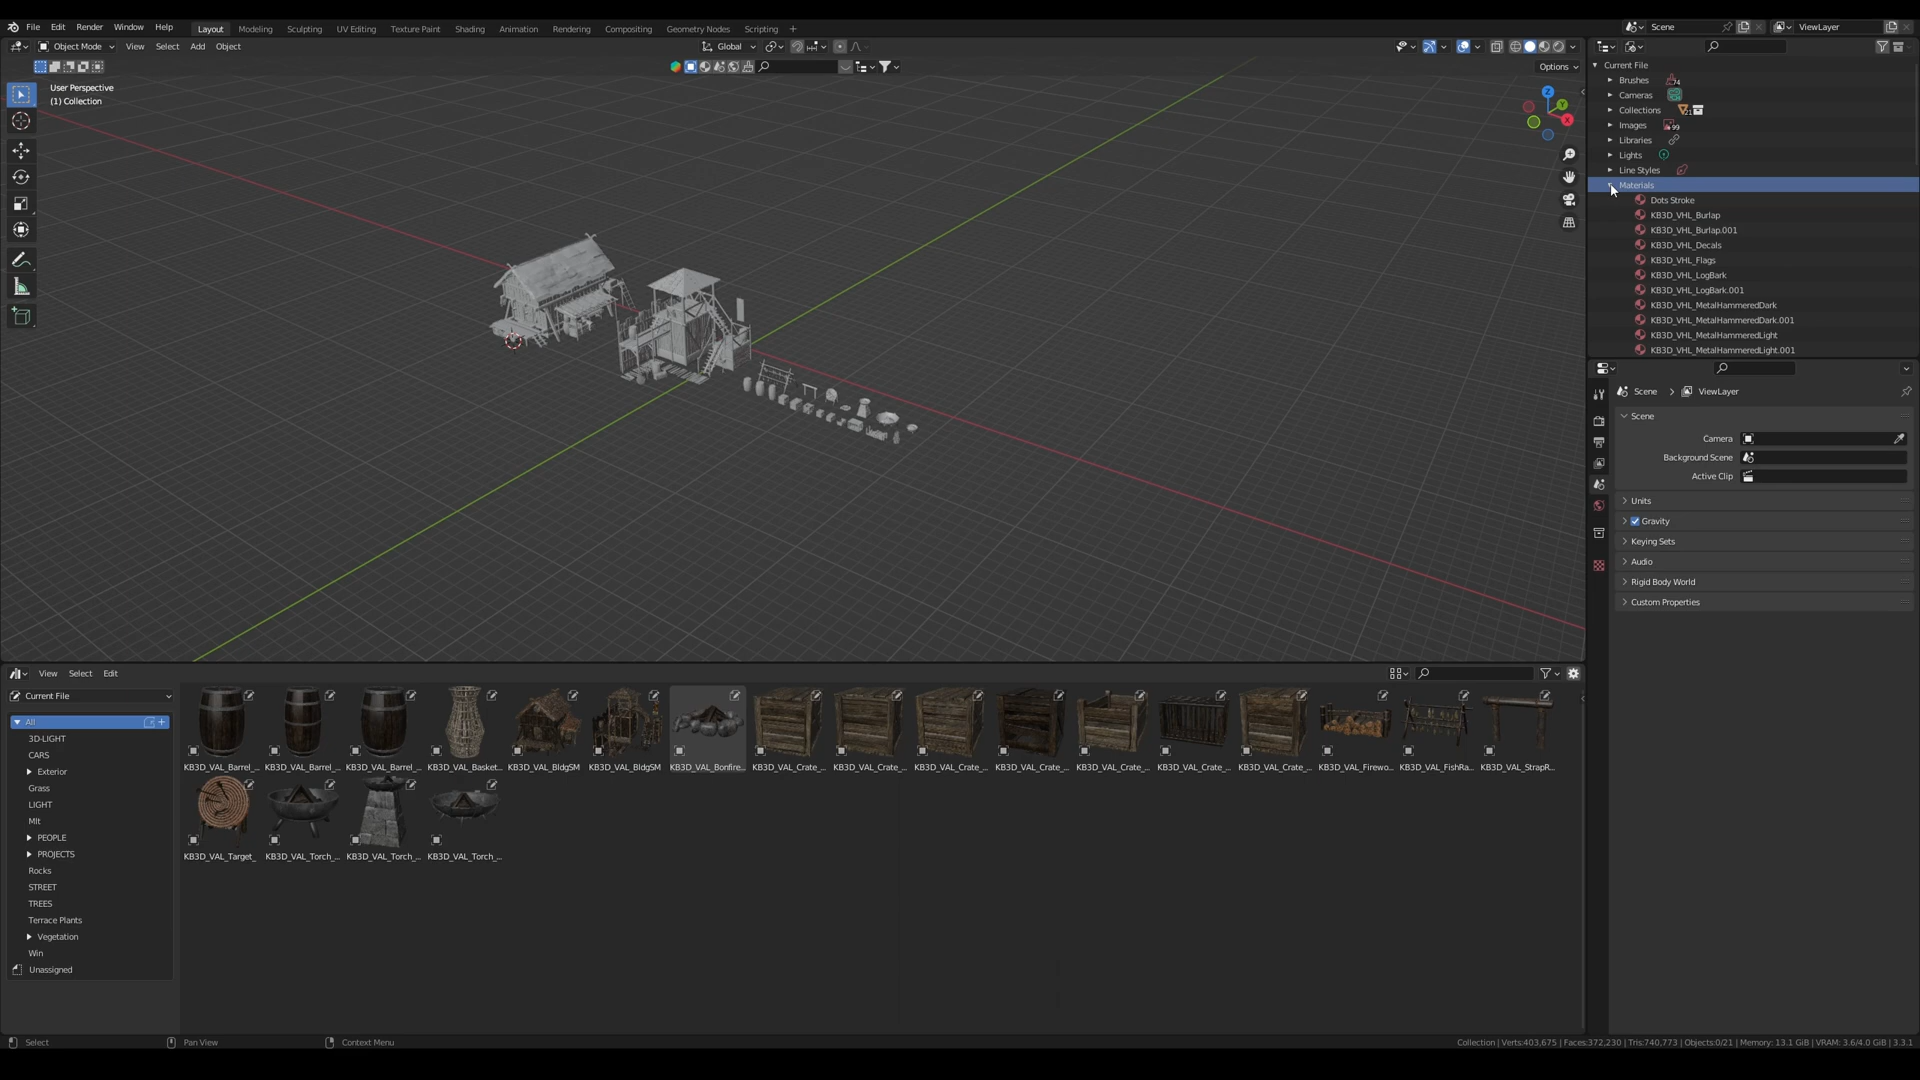 File Edit Render Window Help Layout Modeling Sculpting UV Editing Texture Paint Shading Animation Rendering Compositing Geometry Nodes Scripting + Scene ViewLayer
Object Mode View Select Add Object Global
Options
User Perspective
(1) Collection
Z
Y
X
Current File
Brushes 74
Cameras
Collections 21
Images 99
Libraries
Lights
Line Styles
Materials
Dots Stroke
KB3D_VHL_Burlap
KB3D_VHL_Burlap.001
KB3D_VHL_Decals
KB3D_VHL_Flags
KB3D_VHL_LogBark
KB3D_VHL_LogBark.001
KB3D_VHL_MetalHammeredDark
KB3D_VHL_MetalHammeredDark.001
KB3D_VHL_MetalHammeredLight
KB3D_VHL_MetalHammeredLight.001
Scene > ViewLayer
Scene
Camera
Background Scene
Active Clip
Units
Gravity
Keying Sets
Audio
Rigid Body World
Custom Properties
View Select Edit
Current File
All
3D-LIGHT
CARS
Exterior
Grass
LIGHT
Mlt
PEOPLE
PROJECTS
Rocks
STREET
TREES
Terrace Plants
Vegetation
Win
Unassigned
KB3D_VAL_Barrel_... KB3D_VAL_Barrel_... KB3D_VAL_Barrel_... KB3D_VAL_Basket... KB3D_VAL_BldgSM KB3D_VAL_BldgSM KB3D_VAL_Bonfire... KB3D_VAL_Crate_... KB3D_VAL_Crate_... KB3D_VAL_Crate_... KB3D_VAL_Crate_... KB3D_VAL_Crate_... KB3D_VAL_Crate_... KB3D_VAL_Crate_... KB3D_VAL_Firewo... KB3D_VAL_FishRa... KB3D_VAL_StrapR...
KB3D_VAL_Target_ KB3D_VAL_Torch_... KB3D_VAL_Torch_... KB3D_VAL_Torch_...
Select Pan View Context Menu Collection | Verts:403,675 | Faces:372,230 | Tris:740,773 | Objects:0/21 | Memory: 13.1 GiB | VRAM: 3.6/4.0 GiB | 3.3.1